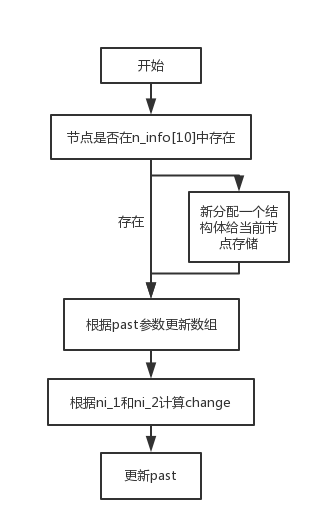 开始
节点是否在n_info[10]中存在
存在
新分配一个结
构体给当前节
点存储
根据past参数更新数组
根据ni_1和ni_2计算change
更新past